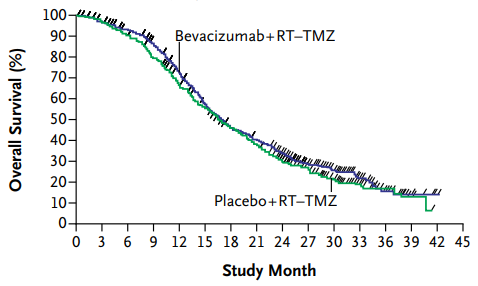 Overall Survival (%)
100
90
80
70
60
50
40
30
20
10
0
Bevacizumab+RT–TMZ
Placebo+RT–TMZ
0 3 6 9 12 15 18 21 24 27 30 33 36 39 42 45
Study Month